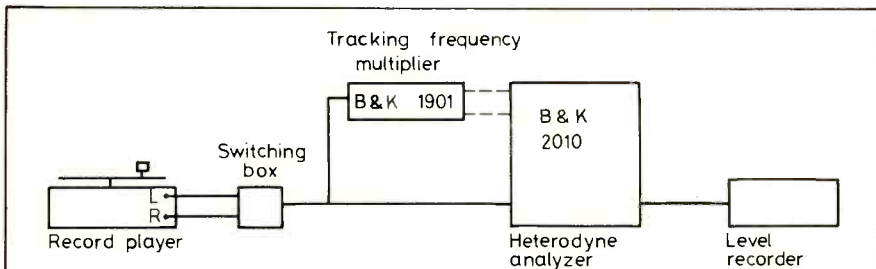 Tracking frequency
multiplier
B & K 1901
B & K
2010
Switching
box
L
R
Record player
Heterodyne
analyzer
Level
recorder